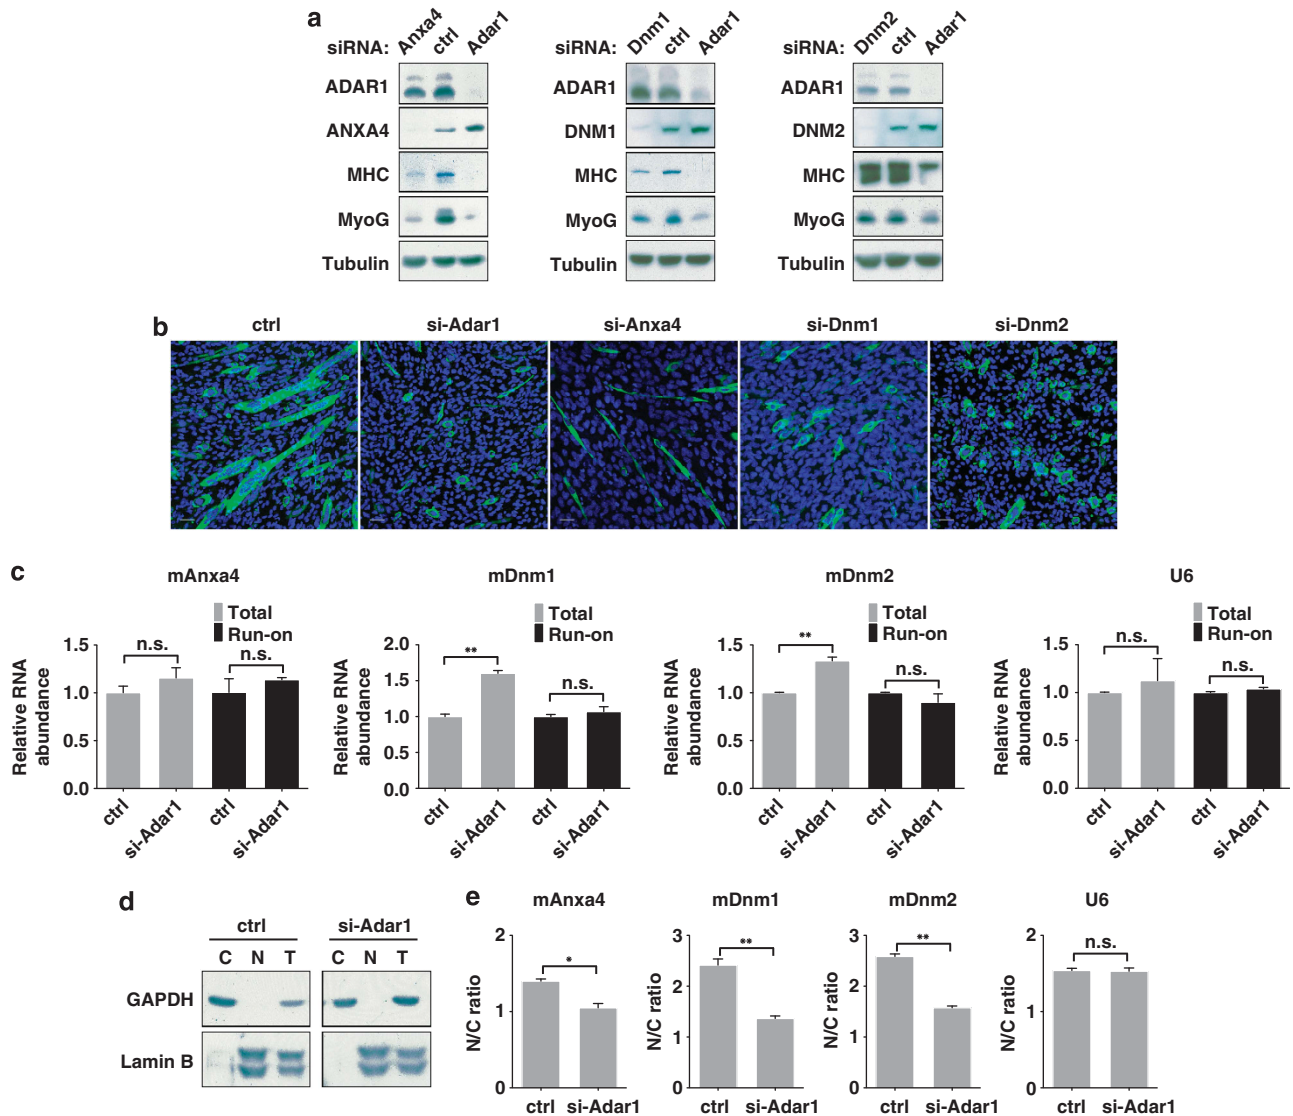 a
siRNA: Anxa4 ctrl Adar1
ADAR1
ANXA4
MHC
MyoG
Tubulin
siRNA: Dnm1 ctrl Adar1
ADAR1
DNM1
MHC
MyoG
Tubulin
siRNA: Dnm2 ctrl Adar1
ADAR1
DNM2
MHC
MyoG
Tubulin
b
ctrl si-Adar1 si-Anxa4 si-Dnm1 si-Dnm2
c
mAnxa4
Total
Run-on
Relative RNA
abundance
1.5
1.0
0.5
0.0
n.s. n.s.
ctrl si-Adar1 ctrl si-Adar1
mDnm1
Total
Run-on
Relative RNA
abundance
2.0
1.5
1.0
0.5
0.0
** n.s.
ctrl si-Adar1 ctrl si-Adar1
mDnm2
Total
Run-on
Relative RNA
abundance
1.5
1.0
0.5
0.0
** n.s.
ctrl si-Adar1 ctrl si-Adar1
U6
Total
Run-on
Relative RNA
abundance
1.5
1.0
0.5
0.0
n.s. n.s.
ctrl si-Adar1 ctrl si-Adar1
d
ctrl si-Adar1
C N T C N T
GAPDH
Lamin B
e
mAnxa4
N/C ratio
2
1
0
*
ctrl si-Adar1
mDnm1
N/C ratio
3
2
1
0
**
ctrl si-Adar1
mDnm2
N/C ratio
3
2
1
0
**
ctrl si-Adar1
U6
N/C ratio
2
1
0
n.s.
ctrl si-Adar1